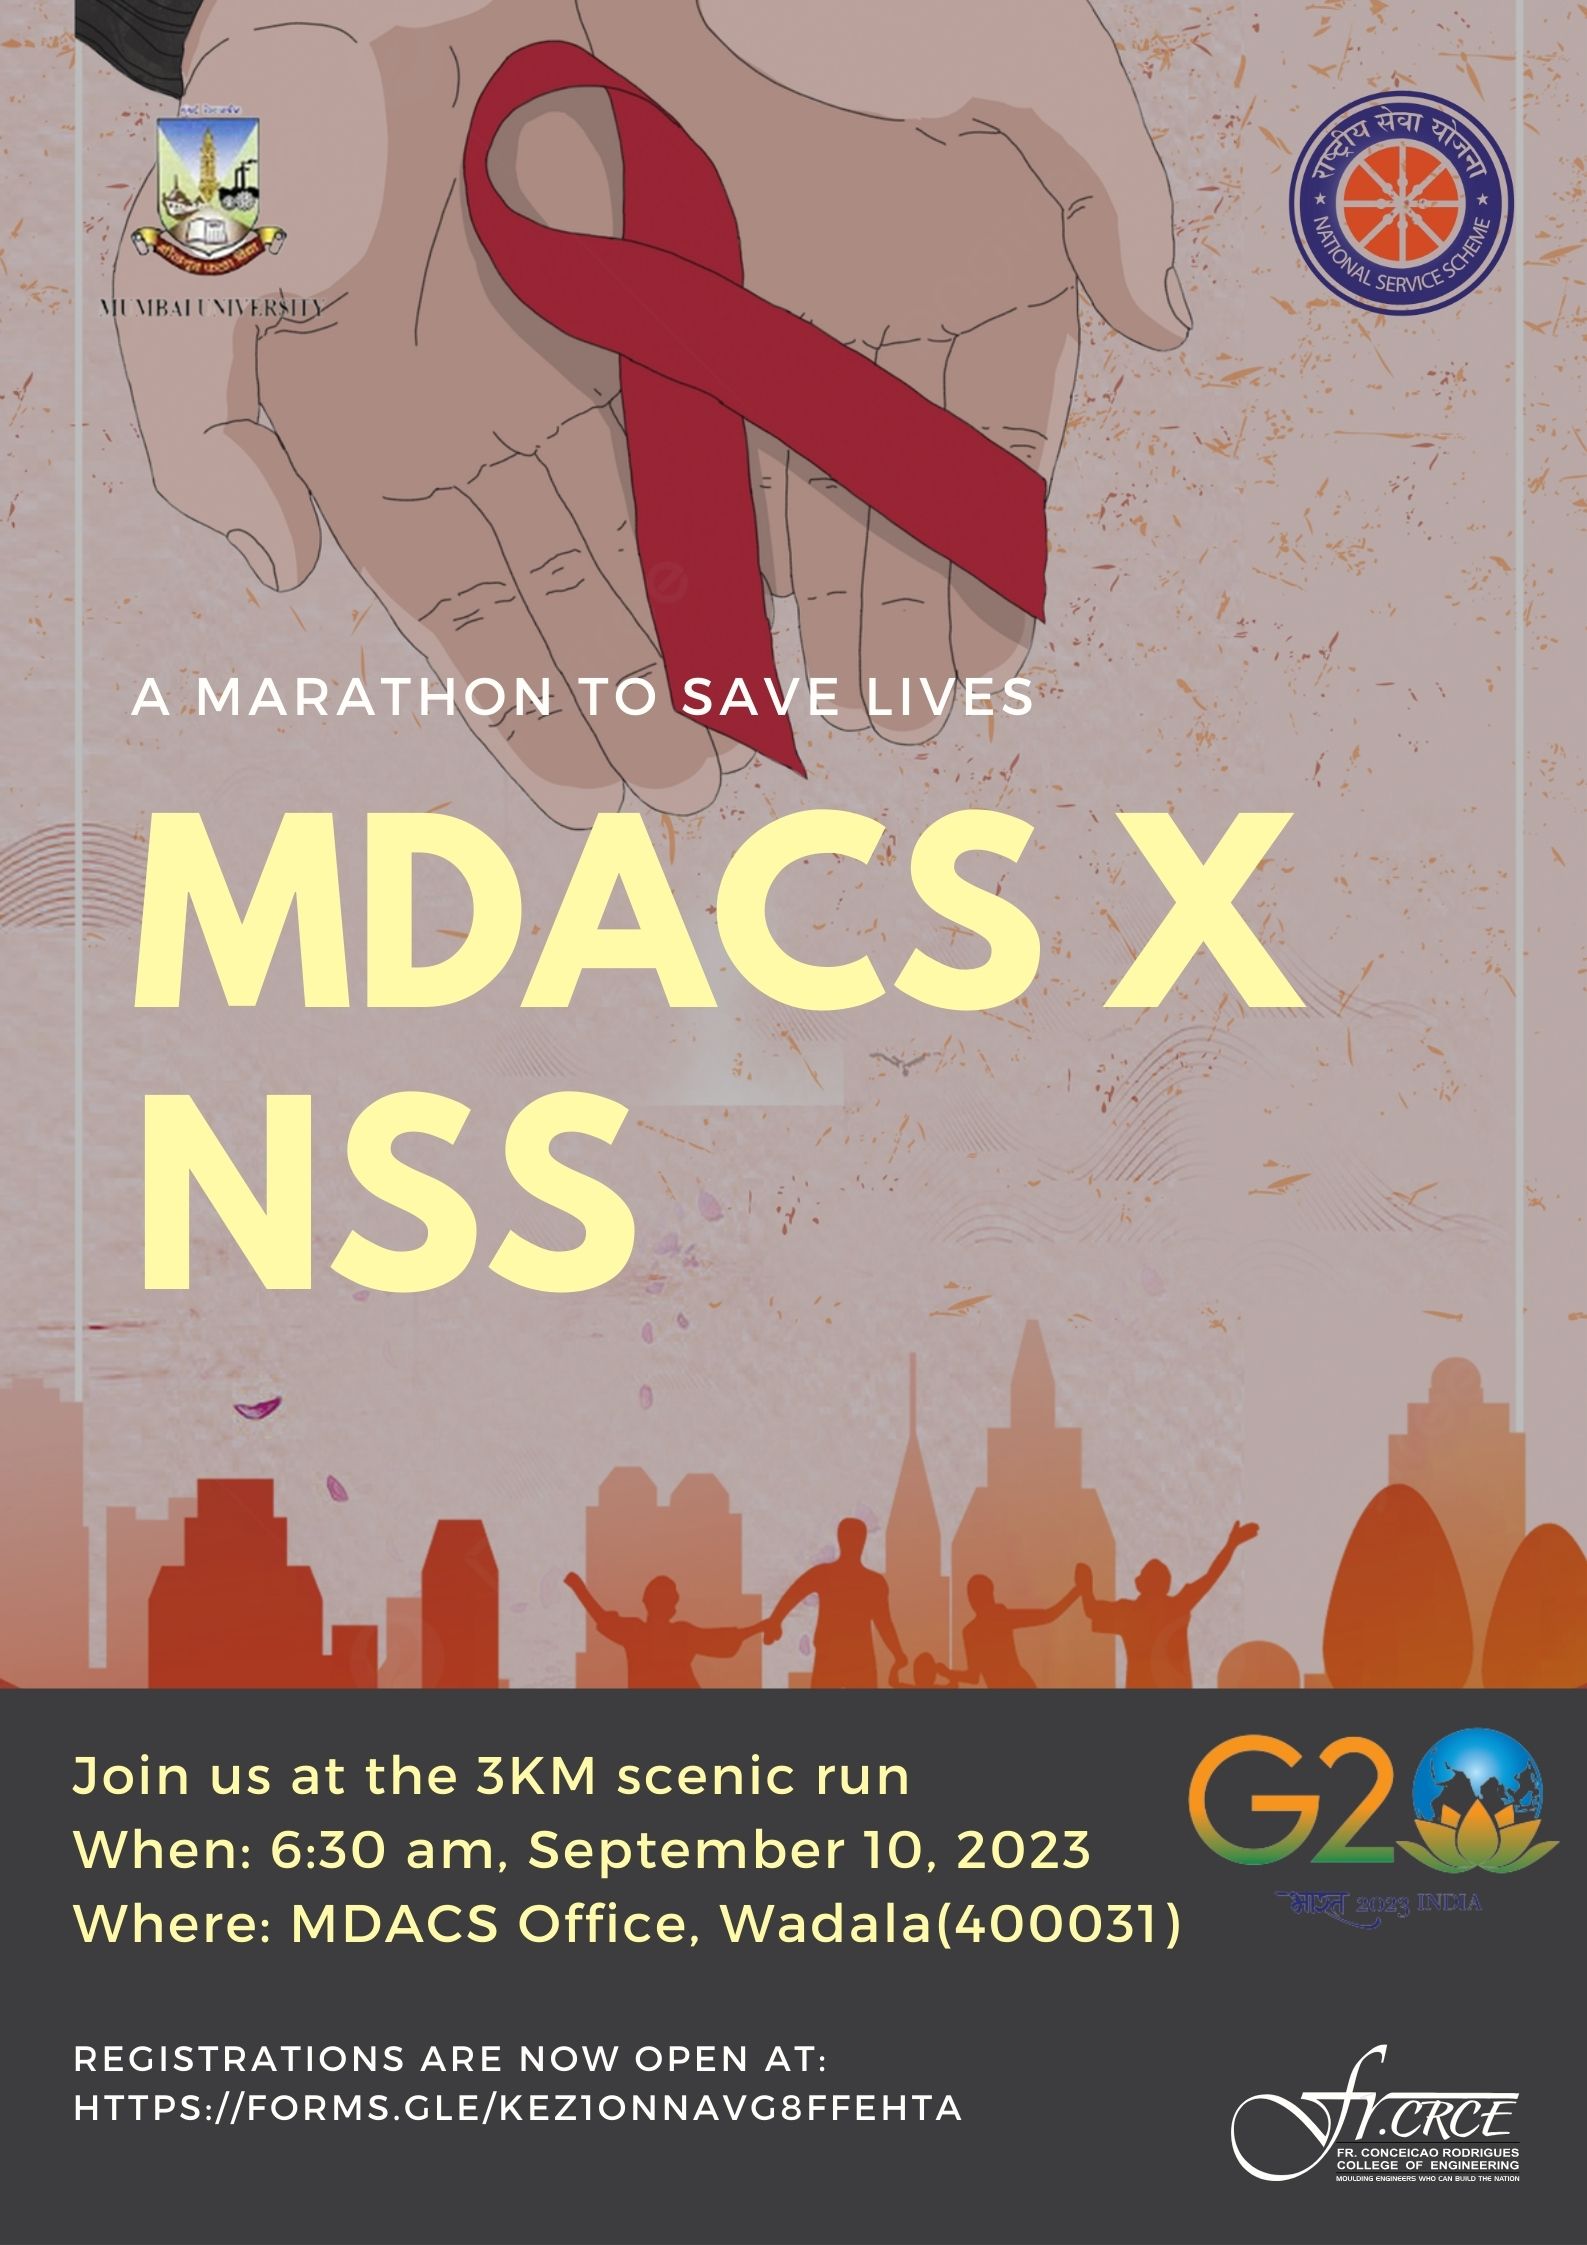 राष्ट्रीय सेवा योजना
NATIONAL SERVICE SCHEME
MUMBAI UNIVERSITY
A MARATHON TO SAVE LIVES
MDACS X
NSS
Join us at the 3KM scenic run
When: 6:30 am, September 10, 2023
Where: MDACS Office, Wadala(400031)
G20
भारत 2023 INDIA
REGISTRATIONS ARE NOW OPEN AT:
HTTPS://FORMS.GLE/KEZ1ONNAVG8FFEHTA
Fr.CRCE
FR. CONCEICAO RODRIGUES
COLLEGE OF ENGINEERING
MOULDING ENGINEERS WHO CAN BUILD THE NATION